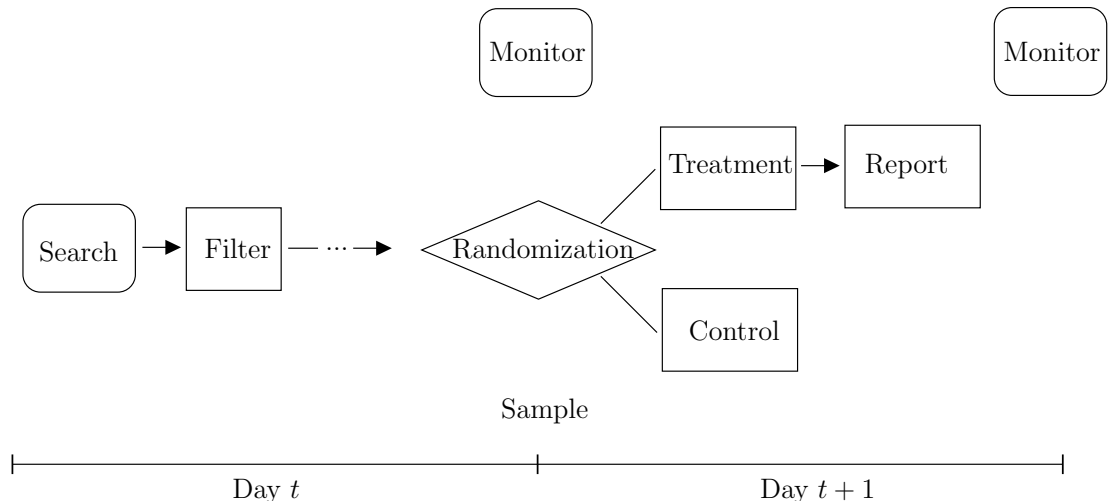 Monitor
Monitor
Treatment
Report
Search
Filter
...
Randomization
Control
Sample
Day t
Day t + 1